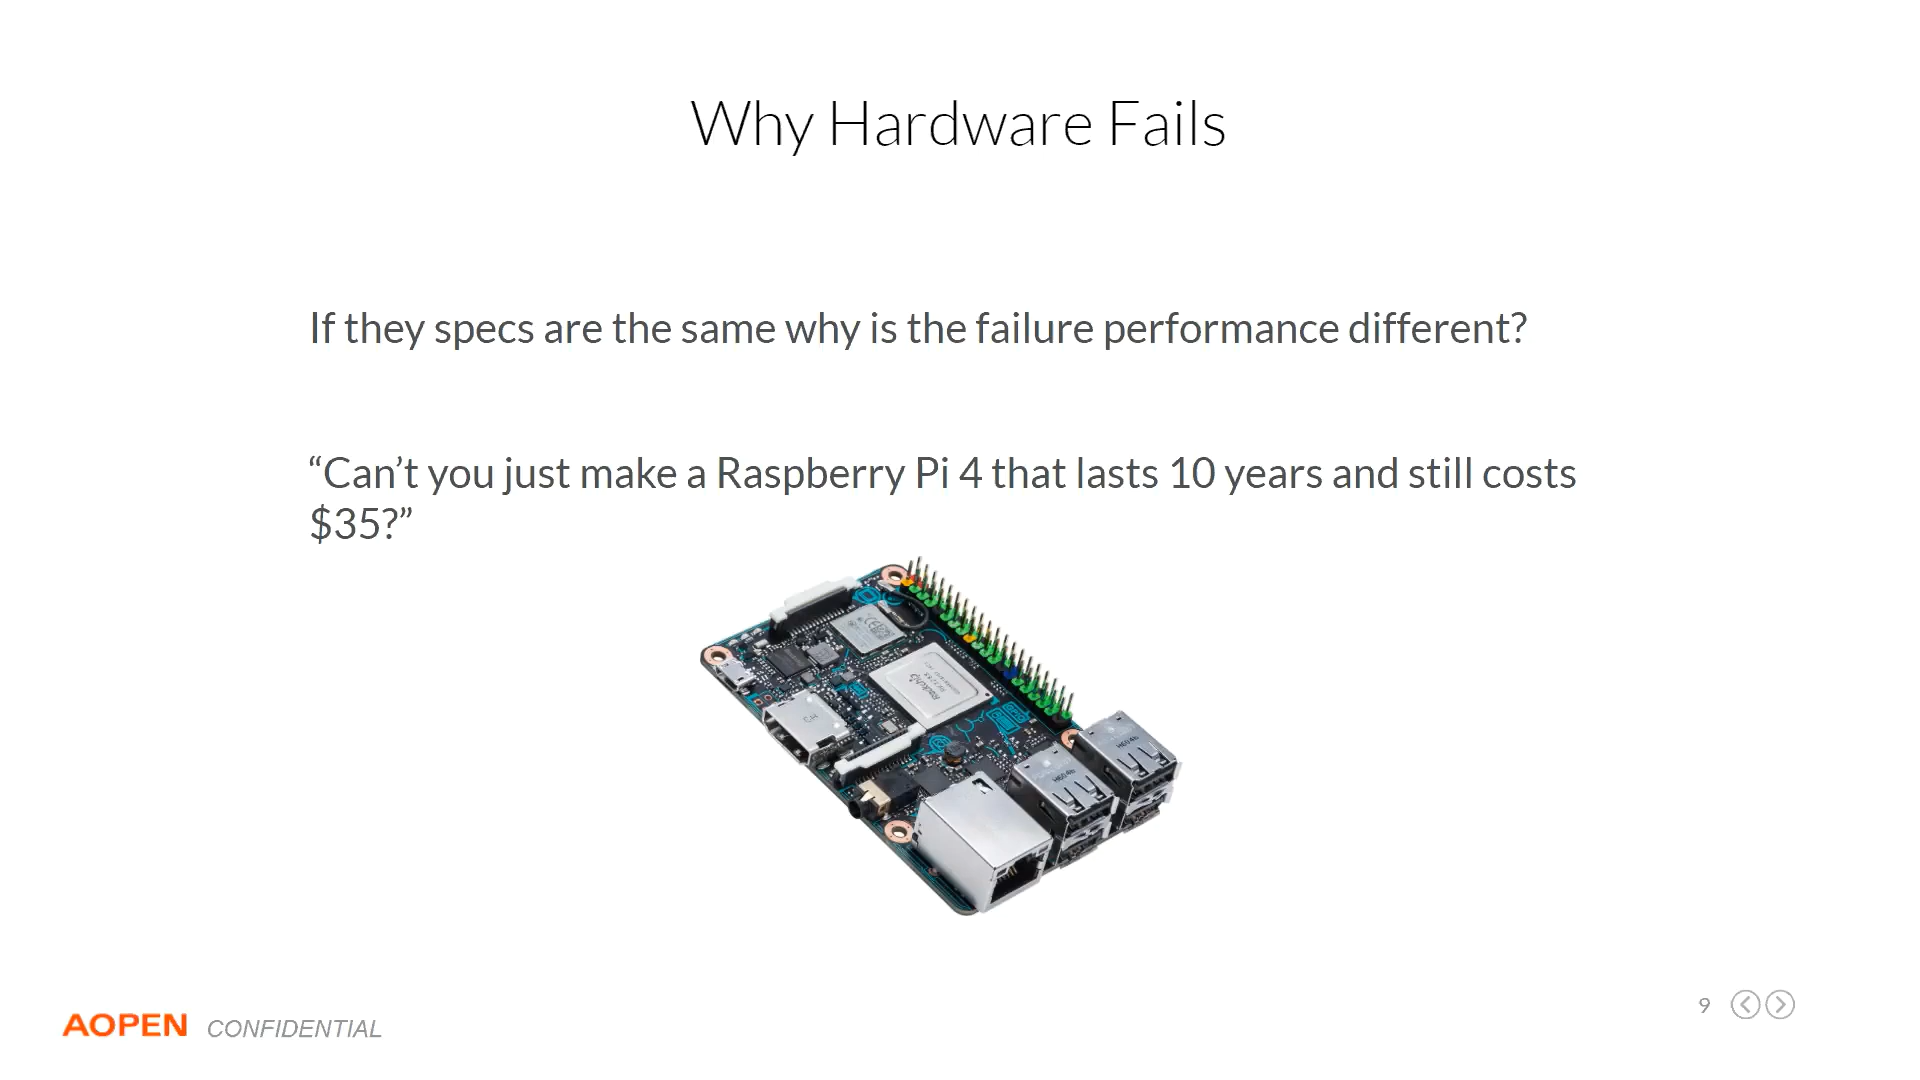 Why Hardware Fails
If they specs are the same why is the failure performance different?
“Can’t you just make a Raspberry Pi 4 that lasts 10 years and still costs
$35?”
AOPEN CONFIDENTIAL
9